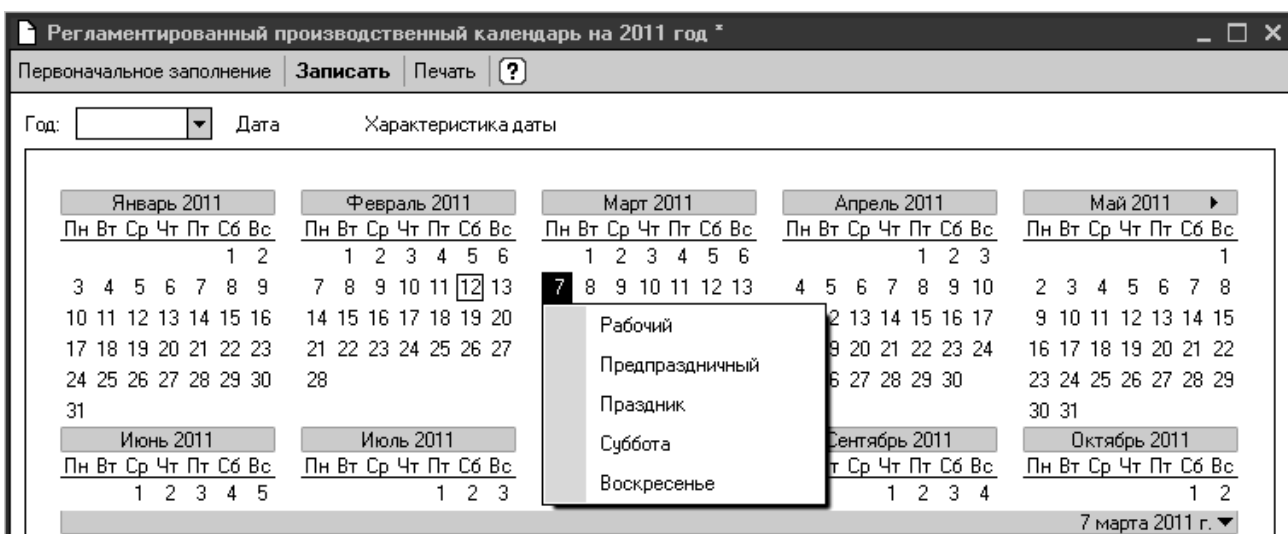 Регламентированный производственный календарь на 2011 год *
Первоначальное заполнение Записать Печать ?
Год: Дата Характеристика даты
Январь 2011 Февраль 2011 Март 2011 Апрель 2011 Май 2011
Пн Вт Ср Чт Пт Сб Вс Пн Вт Ср Чт Пт Сб Вс Пн Вт Ср Чт Пт Сб Вс Пн Вт Ср Чт Пт Сб Вс Пн Вт Ср Чт Пт Сб Вс
1 2 1 2 3 4 5 6 1 2 3 4 5 6 1 2 3 1
3 4 5 6 7 8 9 7 8 9 10 11 12 13 7 8 9 10 11 12 13 4 5 6 7 8 9 10 2 3 4 5 6 7 8
10 11 12 13 14 15 16 14 15 16 17 18 19 20 Рабочий 2 13 14 15 16 17 9 10 11 12 13 14 15
17 18 19 20 21 22 23 21 22 23 24 25 26 27 Предпраздничный 9 20 21 22 23 24 16 17 18 19 20 21 22
24 25 26 27 28 29 30 28 Праздник 6 27 28 29 30 23 24 25 26 27 28 29
31 30 31
Июнь 2011 Июль 2011 Суббота Сентябрь 2011 Октябрь 2011
Пн Вт Ср Чт Пт Сб Вс Пн Вт Ср Чт Пт Сб Вс Воскресенье т Ср Чт Пт Сб Вс Пн Вт Ср Чт Пт Сб Вс
1 2 3 4 5 1 2 3 1 2 3 4 1 2
7 марта 2011 г.